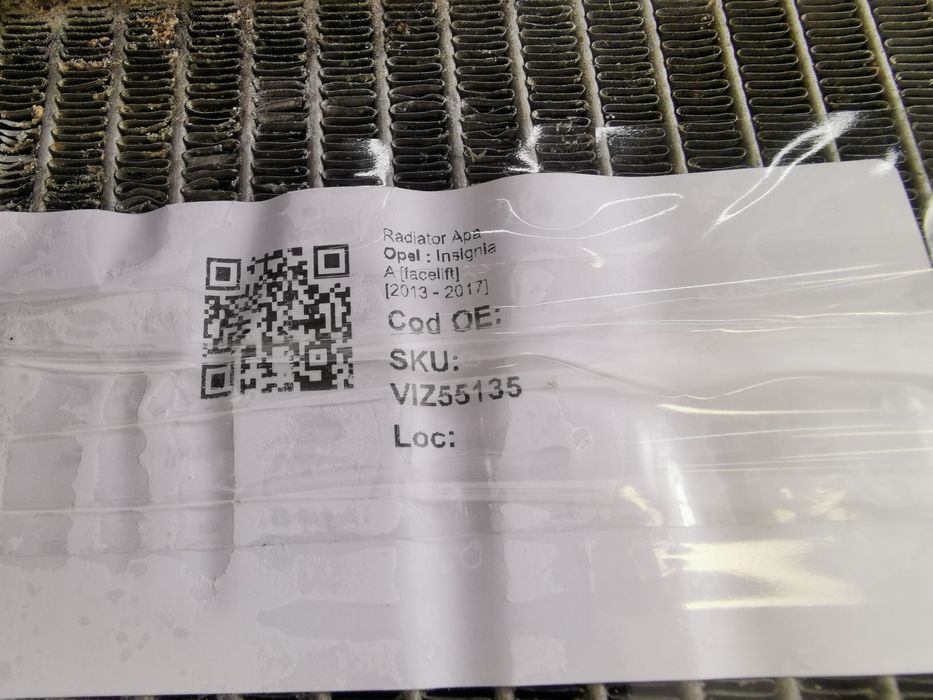 Radiator Apă
Opel : Insignia
A [facelift]
[2013 - 2017]
Cod OE:
SKU:
VIZ55135
Loc: